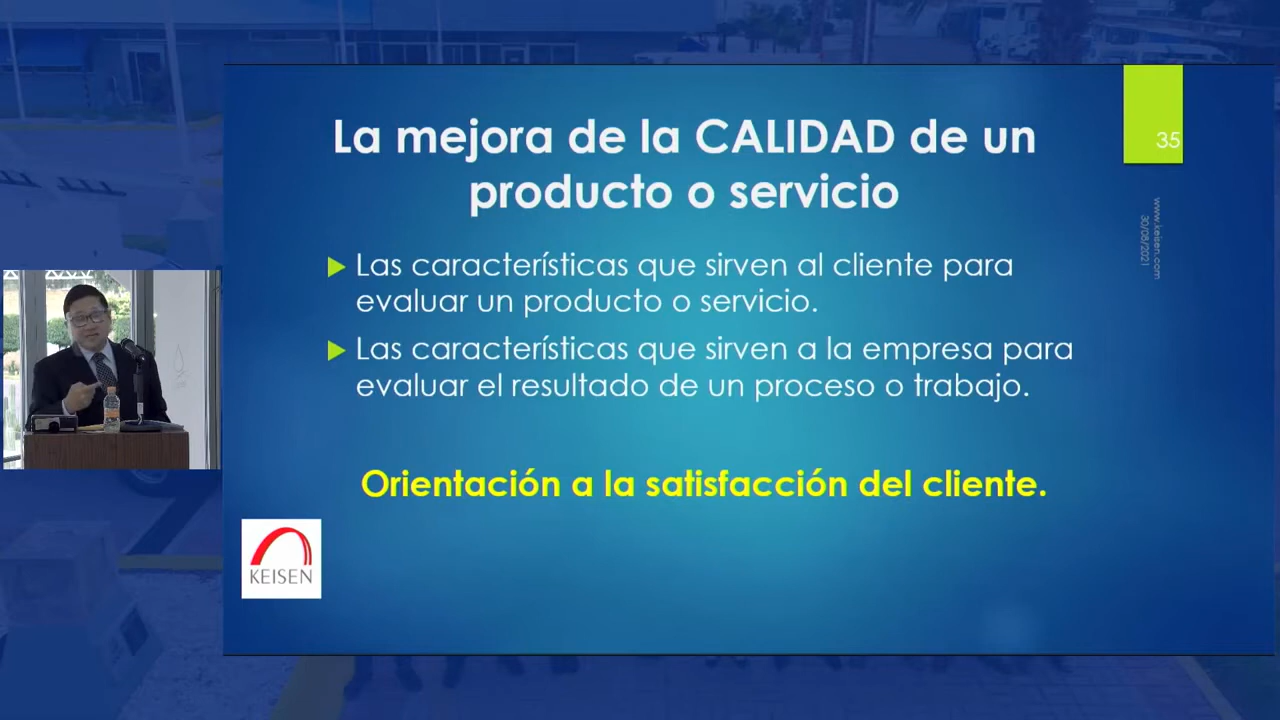 La mejora de la CALIDAD de un
producto o servicio
35
www.keisen.com
30/08/2021
Las características que sirven al cliente para
evaluar un producto o servicio.
Las características que sirven a la empresa para
evaluar el resultado de un proceso o trabajo.
Orientación a la satisfacción del cliente.
KEISEN